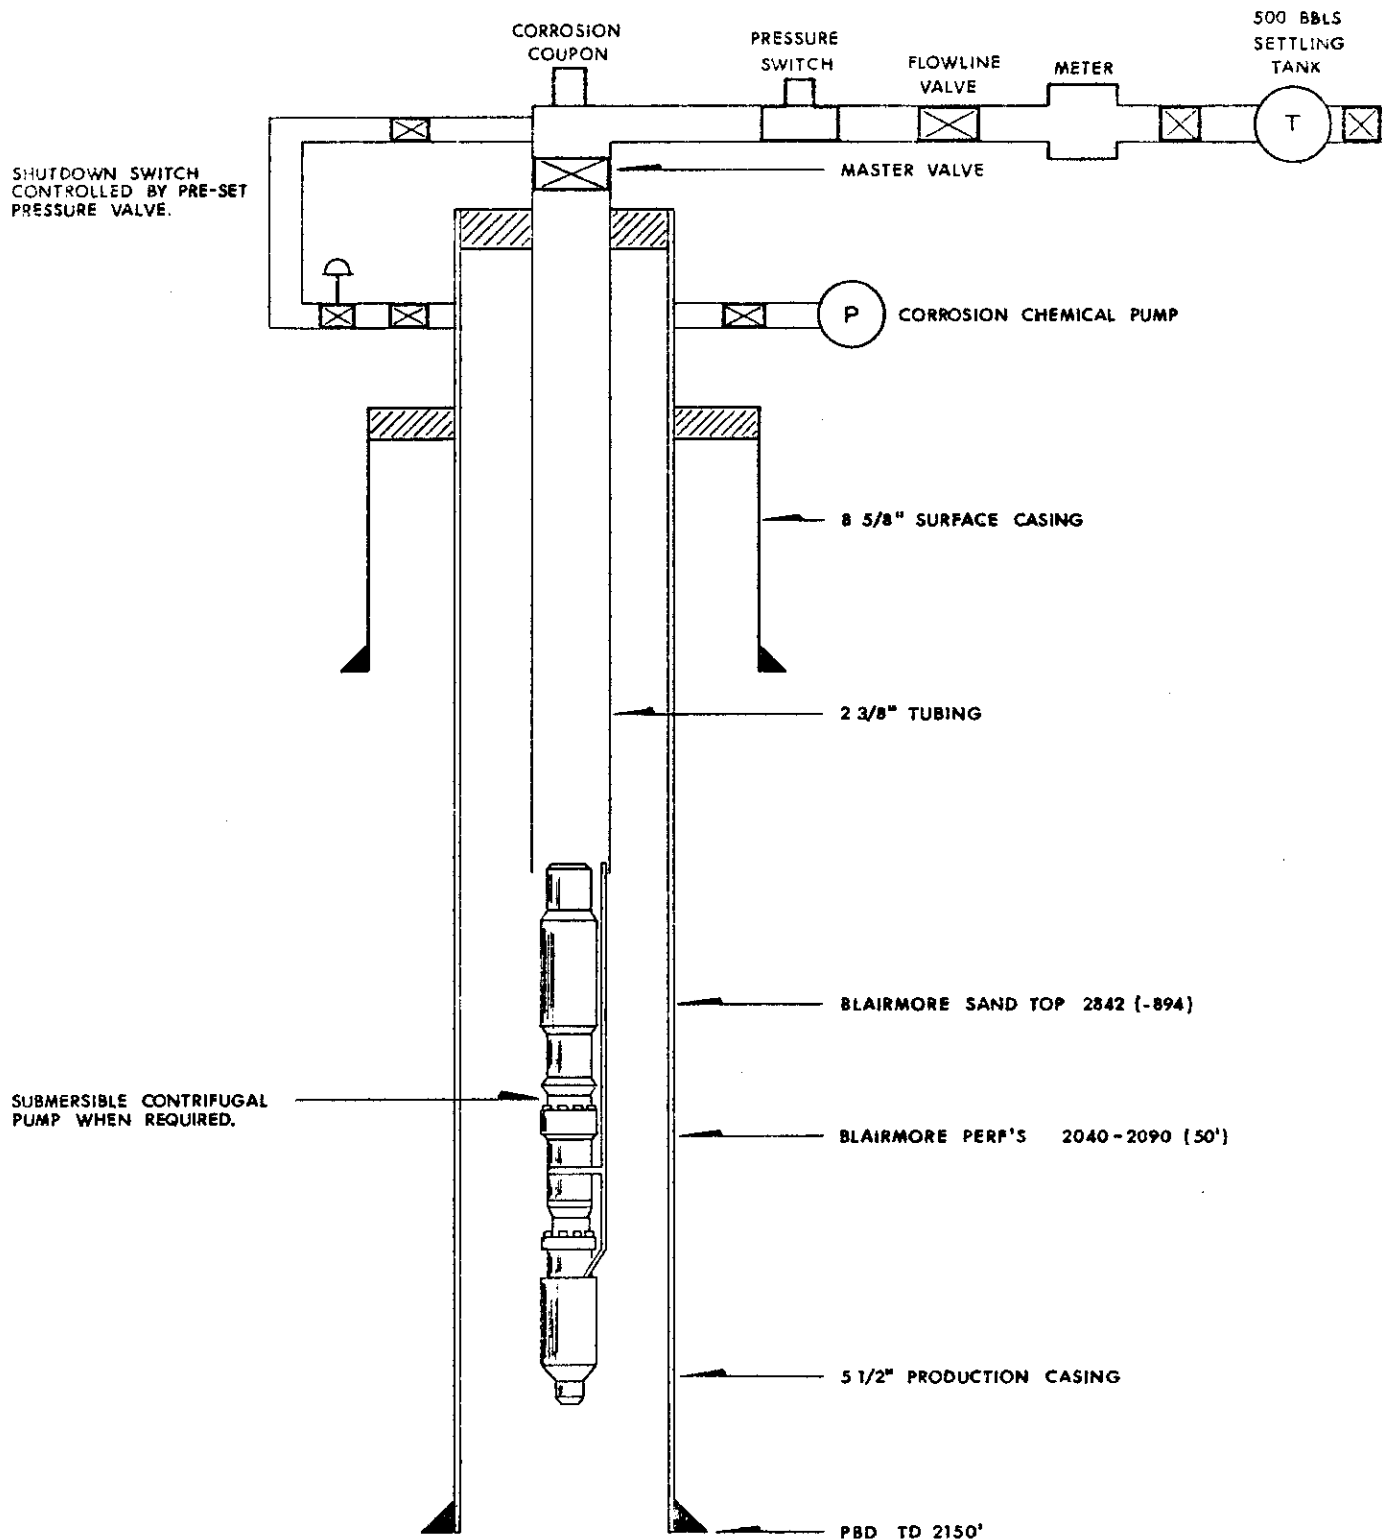 CORROSION
COUPON
PRESSURE
SWITCH
FLOWLINE
VALVE
METER
500 BBLS
SETTLING
TANK
T
MASTER VALVE
SHUTDOWN SWITCH
CONTROLLED BY PRE-SET
PRESSURE VALVE.
P
CORROSION CHEMICAL PUMP
8 5/8" SURFACE CASING
2 3/8" TUBING
BLAIRMORE SAND TOP 2842 (-894)
SUBMERSIBLE CONTRIFUGAL
PUMP WHEN REQUIRED.
BLAIRMORE PERF'S 2040-2090 (50')
5 1/2" PRODUCTION CASING
PBD TD 2150'